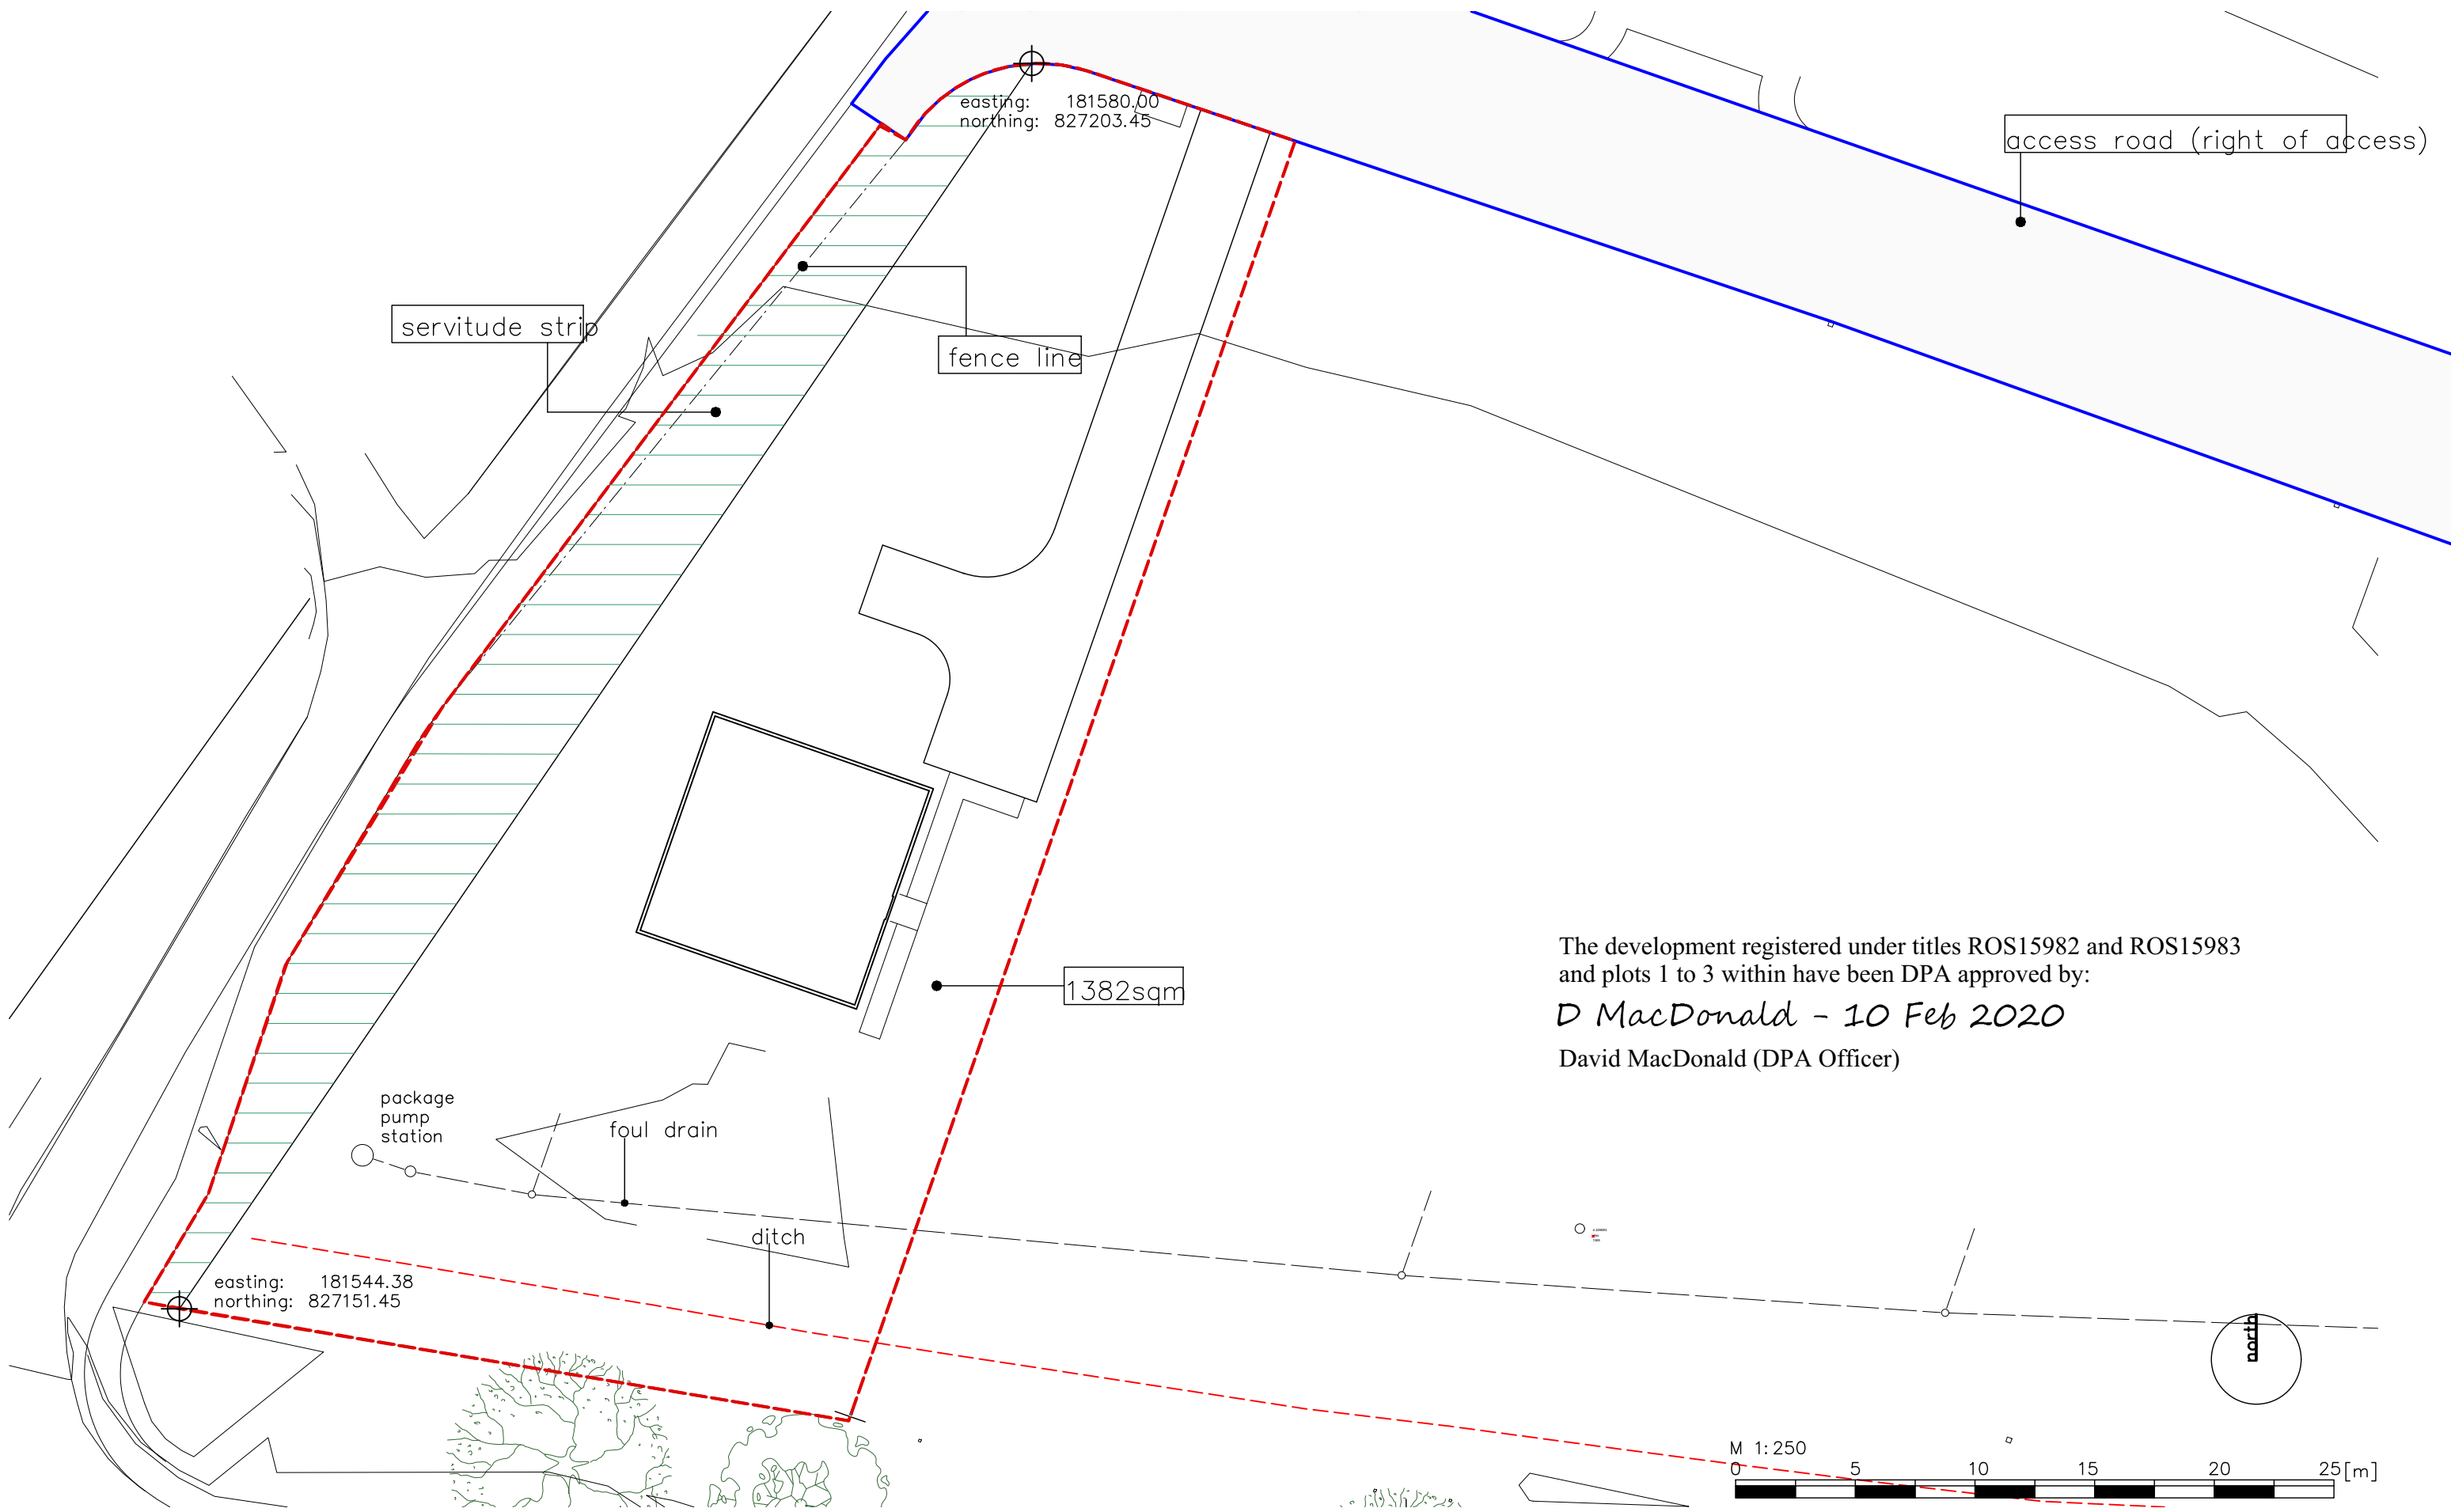 easting: 181580.00
northing: 827203.45
access road (right of access)
servitude strip
fence line
The development registered under titles ROS15982 and ROS15983
and plots 1 to 3 within have been DPA approved by:
D MacDonald - 10 Feb 2020
David MacDonald (DPA Officer)
1382sqm
package
pump
station
foul drain
ditch
easting: 181544.38
northing: 827151.45
north
M 1:250
0 5 10 15 20 25[m]